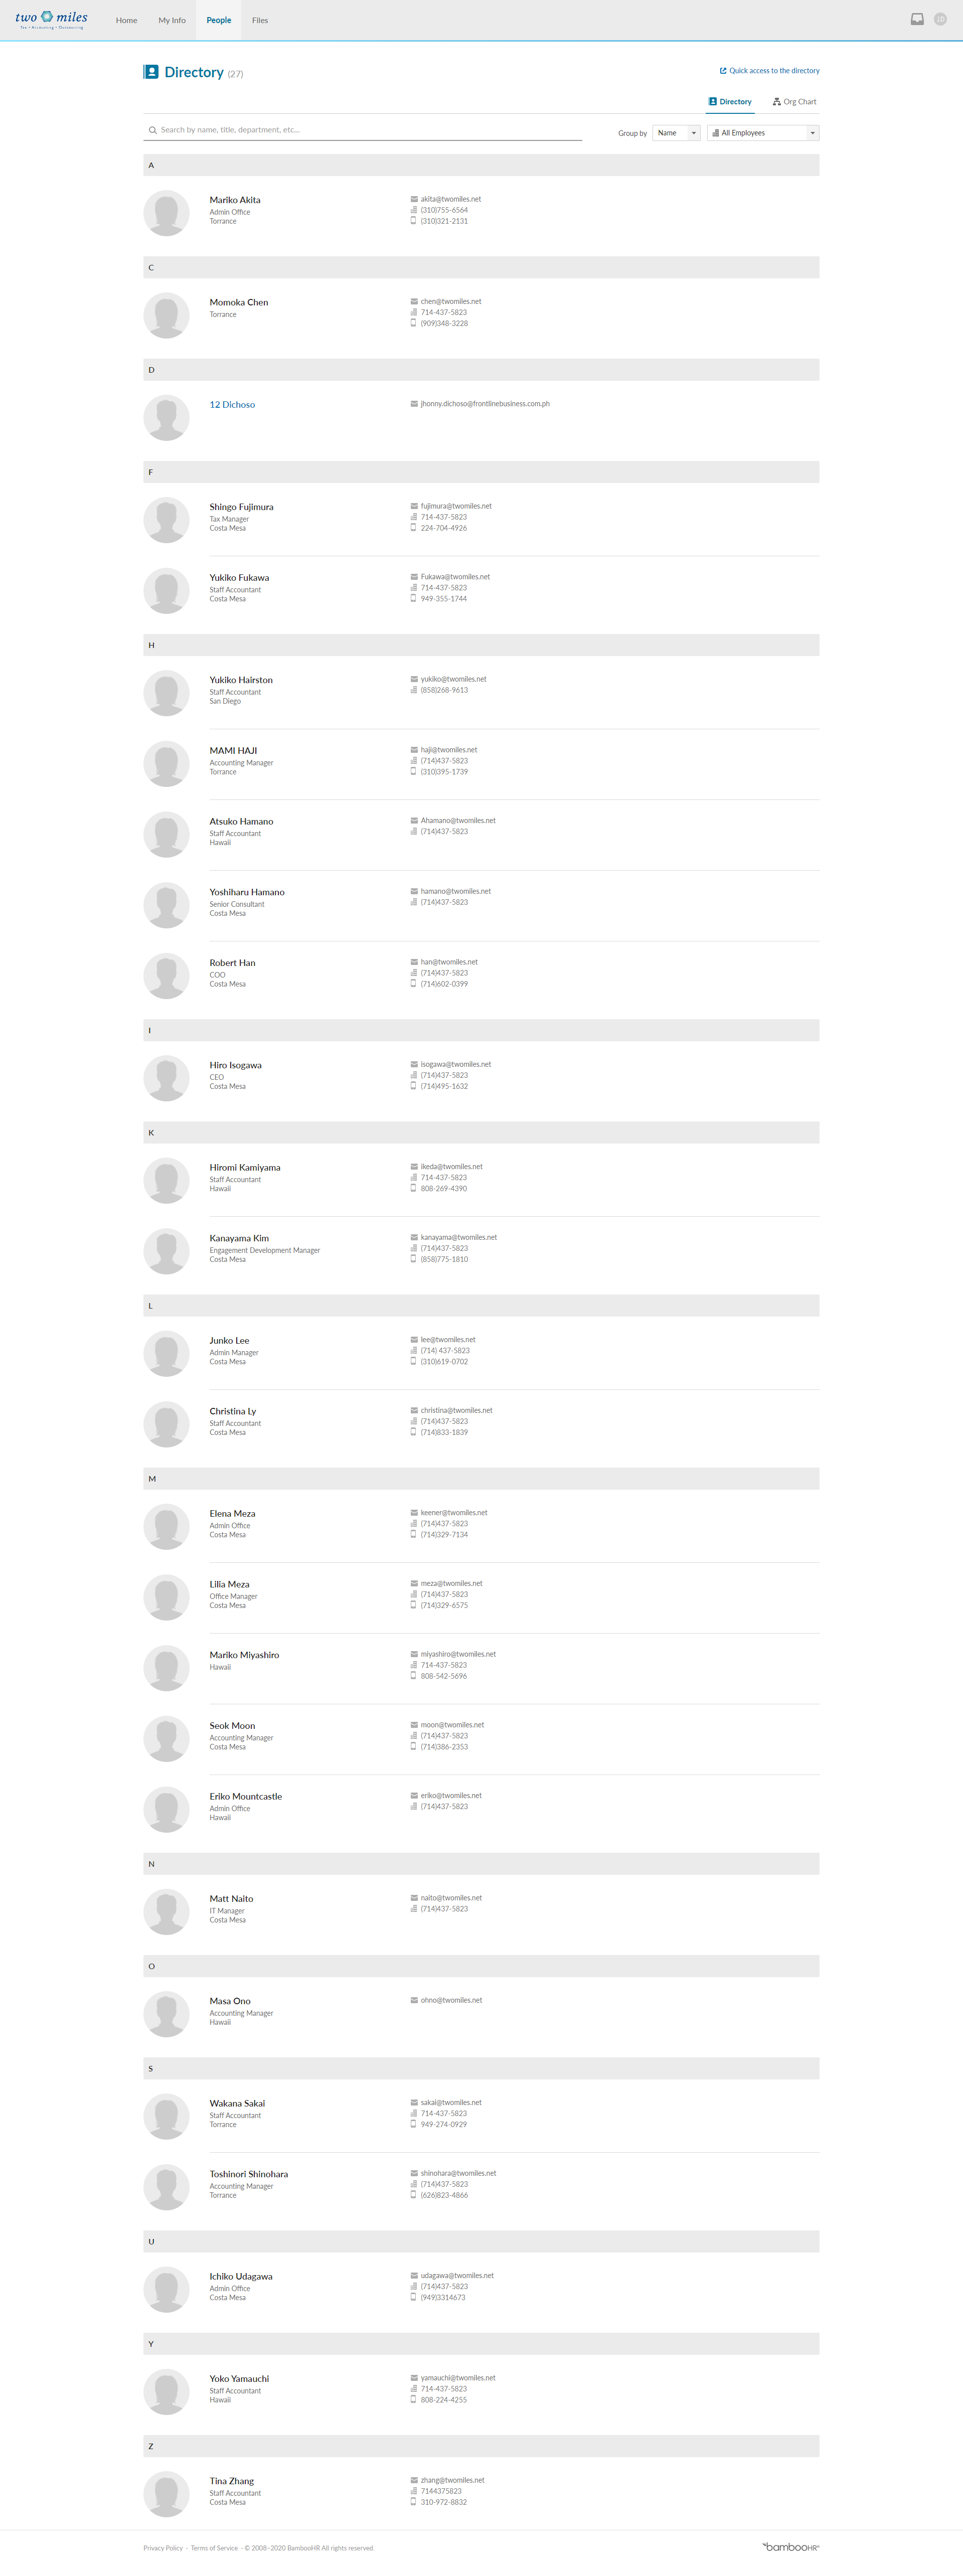 two miles
Tax • Accounting • Outsourcing
Home
My Info
People
Files
JD
Directory (27)
Quick access to the directory
Directory
Org Chart
Search by name, title, department, etc...
Group by
Name
All Employees
A
Mariko Akita
Admin Office
Torrance
akita@twomiles.net
(310)755-6564
(310)321-2131
C
Momoka Chen
Torrance
chen@twomiles.net
714-437-5823
(909)348-3228
D
12 Dichoso
jhonny.dichoso@frontlinebusiness.com.ph
F
Shingo Fujimura
Tax Manager
Costa Mesa
fujimura@twomiles.net
714-437-5823
224-704-4926
Yukiko Fukawa
Staff Accountant
Costa Mesa
Fukawa@twomiles.net
714-437-5823
949-355-1744
H
Yukiko Hairston
Staff Accountant
San Diego
yukiko@twomiles.net
(858)268-9613
MAMI HAJI
Accounting Manager
Torrance
haji@twomiles.net
(714)437-5823
(310)395-1739
Atsuko Hamano
Staff Accountant
Hawaii
Ahamano@twomiles.net
(714)437-5823
Yoshiharu Hamano
Senior Consultant
Costa Mesa
hamano@twomiles.net
(714)437-5823
Robert Han
COO
Costa Mesa
han@twomiles.net
(714)437-5823
(714)602-0399
I
Hiro Isogawa
CEO
Costa Mesa
isogawa@twomiles.net
(714)437-5823
(714)495-1632
K
Hiromi Kamiyama
Staff Accountant
Hawaii
ikeda@twomiles.net
714-437-5823
808-269-4390
Kanayama Kim
Engagement Development Manager
Costa Mesa
kanayama@twomiles.net
(714)437-5823
(858)775-1810
L
Junko Lee
Admin Manager
Costa Mesa
lee@twomiles.net
(714) 437-5823
(310)619-0702
Christina Ly
Staff Accountant
Costa Mesa
christina@twomiles.net
(714)437-5823
(714)833-1839
M
Elena Meza
Admin Office
Costa Mesa
keener@twomiles.net
(714)437-5823
(714)329-7134
Lilia Meza
Office Manager
Costa Mesa
meza@twomiles.net
(714)437-5823
(714)329-6575
Mariko Miyashiro
Hawaii
miyashiro@twomiles.net
714-437-5823
808-542-5696
Seok Moon
Accounting Manager
Costa Mesa
moon@twomiles.net
(714)437-5823
(714)386-2353
Eriko Mountcastle
Admin Office
Hawaii
eriko@twomiles.net
(714)437-5823
N
Matt Naito
IT Manager
Costa Mesa
naito@twomiles.net
(714)437-5823
O
Masa Ono
Accounting Manager
Hawaii
ohno@twomiles.net
S
Wakana Sakai
Staff Accountant
Torrance
sakai@twomiles.net
714-437-5823
949-274-0929
Toshinori Shinohara
Accounting Manager
Torrance
shinohara@twomiles.net
(714)437-5823
(626)823-4866
U
Ichiko Udagawa
Admin Office
Costa Mesa
udagawa@twomiles.net
(714)437-5823
(949)3314673
Y
Yoko Yamauchi
Staff Accountant
Hawaii
yamauchi@twomiles.net
714-437-5823
808-224-4255
Z
Tina Zhang
Staff Accountant
Costa Mesa
zhang@twomiles.net
7144375823
310-972-8832
Privacy Policy - Terms of Service - © 2008–2020 BambooHR All rights reserved.
bambooHR